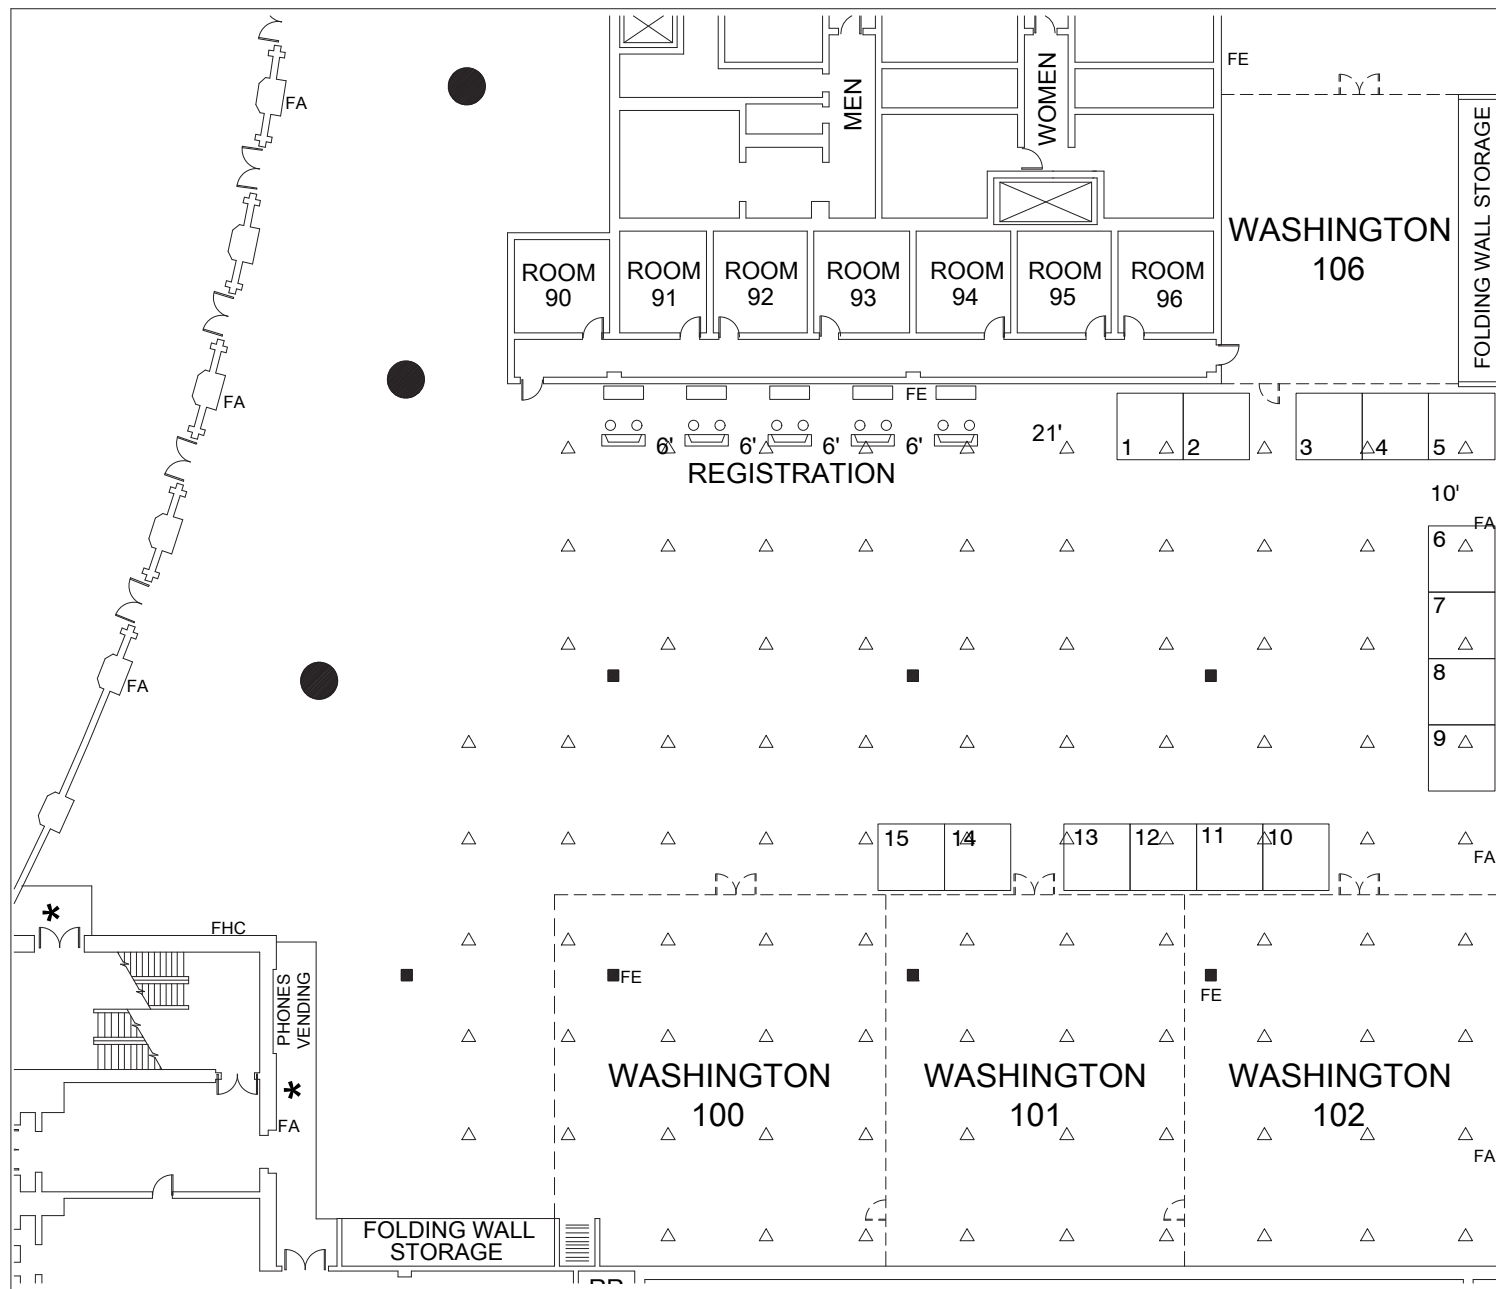 FE
FA
MEN
WOMEN
FOLDING WALL STORAGE
WASHINGTON
106
ROOM
90
ROOM
91
ROOM
92
ROOM
93
ROOM
94
ROOM
95
ROOM
96
FA
FE
6'
6'
6'
6'
21'
REGISTRATION
1
2
3
4
5
10'
FA
6
7
8
9
FA
15
14
13
12
11
10
FA
*
FHC
PHONES
VENDING
FE
FE
*
FA
WASHINGTON
100
WASHINGTON
101
WASHINGTON
102
FA
FOLDING WALL
STORAGE